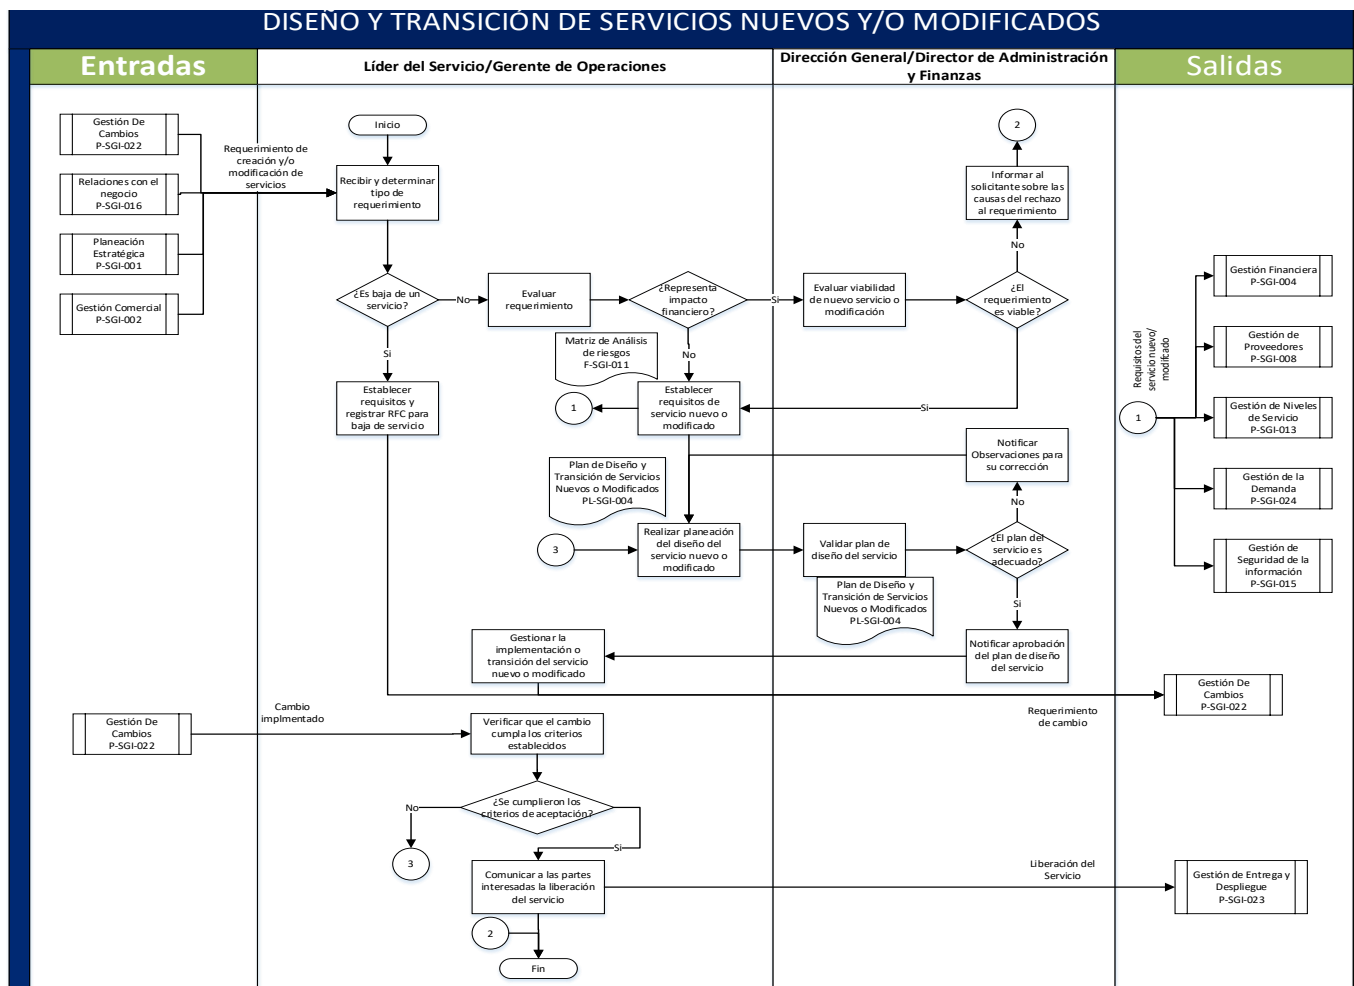 DISEÑO Y TRANSICIÓN DE SERVICIOS NUEVOS Y/O MODIFICADOS
Entradas
Líder del Servicio/Gerente de Operaciones
Dirección General/Director de Administración
y Finanzas
Salidas
Gestión De
Cambios
P-SGI-022
Relaciones con el
negocio
P-SGI-016
Planeación
Estratégica
P-SGI-001
Gestión Comercial
P-SGI-002
Requerimiento de
creación y/o
modificación de
servicios
Inicio
Recibir y determinar
tipo de
requerimiento
¿Es baja de un
servicio?
No
Evaluar
requerimiento
¿Representa
impacto
financiero?
Si
Evaluar viabilidad
de nuevo servicio o
modificación
¿El
requerimiento
es viable?
No
Informar al
solicitante sobre las
causas del rechazo
al requerimiento
2
Si
Establecer
requisitos y
registrar RFC para
baja de servicio
Matriz de Análisis
de riesgos
F-SGI-011
No
1
Establecer
requisitos de
servicio nuevo o
modificado
Si
Notificar
Observaciones para
su corrección
No
Plan de Diseño y
Transición de Servicios
Nuevos o Modificados
PL-SGI-004
3
Realizar planeación
del diseño del
servicio nuevo o
modificado
Validar plan de
diseño del servicio
¿El plan del
servicio es
adecuado?
Plan de Diseño y
Transición de Servicios
Nuevos o Modificados
PL-SGI-004
Si
Notificar aprobación
del plan de diseño
del servicio
Gestionar la
implementación o
transición del servicio
nuevo o modificado
Requisitos del
servicio nuevo/
modificado
1
Gestión Financiera
P-SGI-004
Gestión de
Proveedores
P-SGI-008
Gestión de Niveles
de Servicio
P-SGI-013
Gestión de la
Demanda
P-SGI-024
Gestión de
Seguridad de la
información
P-SGI-015
Gestión De
Cambios
P-SGI-022
Requerimiento
de cambio
Gestión De
Cambios
P-SGI-022
Cambio
implmentado
Verificar que el cambio
cumpla los criterios
establecidos
¿Se cumplieron los
criterios de aceptación?
No
3
Si
Comunicar a las partes
interesadas la liberación
del servicio
Liberación del
Servicio
Gestión de Entrega y
Despliegue
P-SGI-023
2
Fin